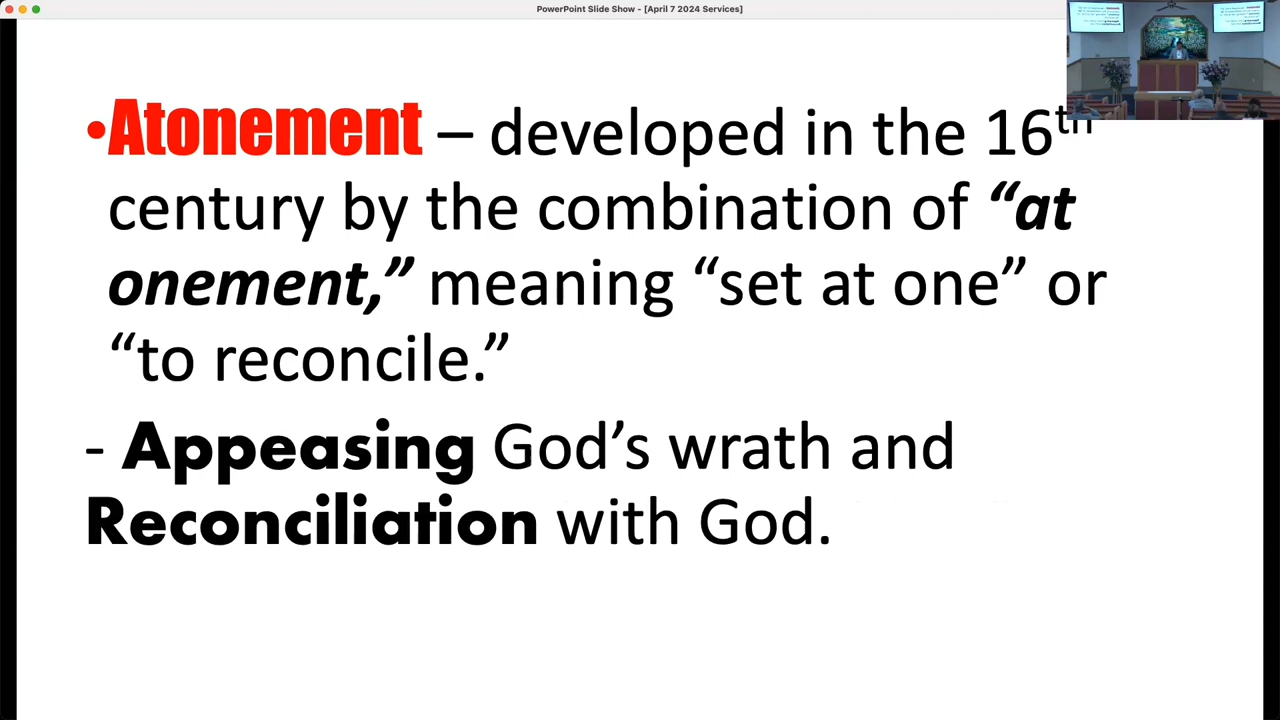 PowerPoint Slide Show - [April 7 2024 Services]
•Atonement – developed in the 16th
century by the combination of “at
onement,” meaning “set at one” or
“to reconcile.”
- Appeasing God’s wrath and
Reconciliation with God.